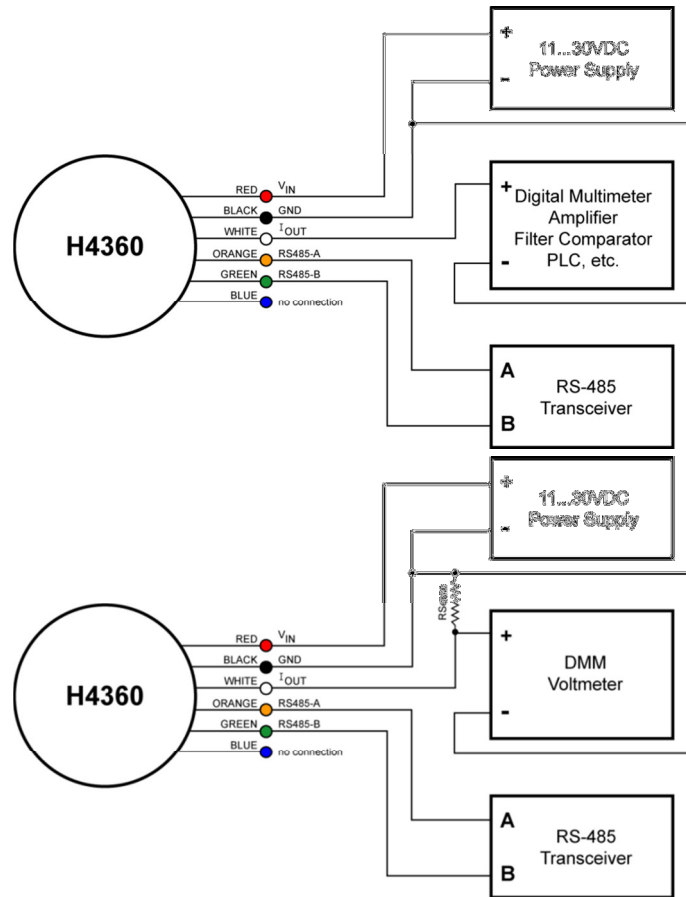 +
11...30VDC
Power Supply
-
H4360
RED VIN
BLACK GND
WHITE IOUT
ORANGE RS485-A
GREEN RS485-B
BLUE no connection
+
Digital Multimeter
Amplifier
Filter Comparator
PLC, etc.
-
A
RS-485
Transceiver
B
+
11...30VDC
Power Supply
-
H4360
RED VIN
BLACK GND
WHITE IOUT
ORANGE RS485-A
GREEN RS485-B
BLUE no connection
+
DMM
Voltmeter
-
A
RS-485
Transceiver
B